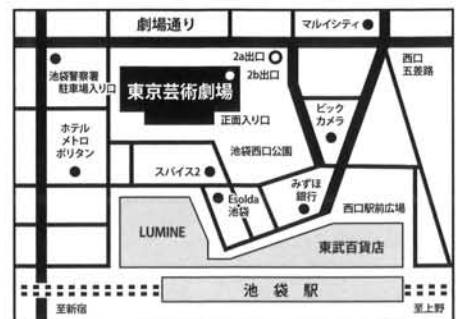 劇場通り
マルイシティ
2a出口
西口
五差路
池袋警察署
駐車場入り口
2b出口
東京芸術劇場
ビック
カメラ
正面入り口
ホテル
メトロ
ポリタン
池袋西口公園
スパイス2
Esolda
池袋
みずほ
銀行
西口駅前広場
LUMINE
東武百貨店
池袋駅
至新宿
至上野